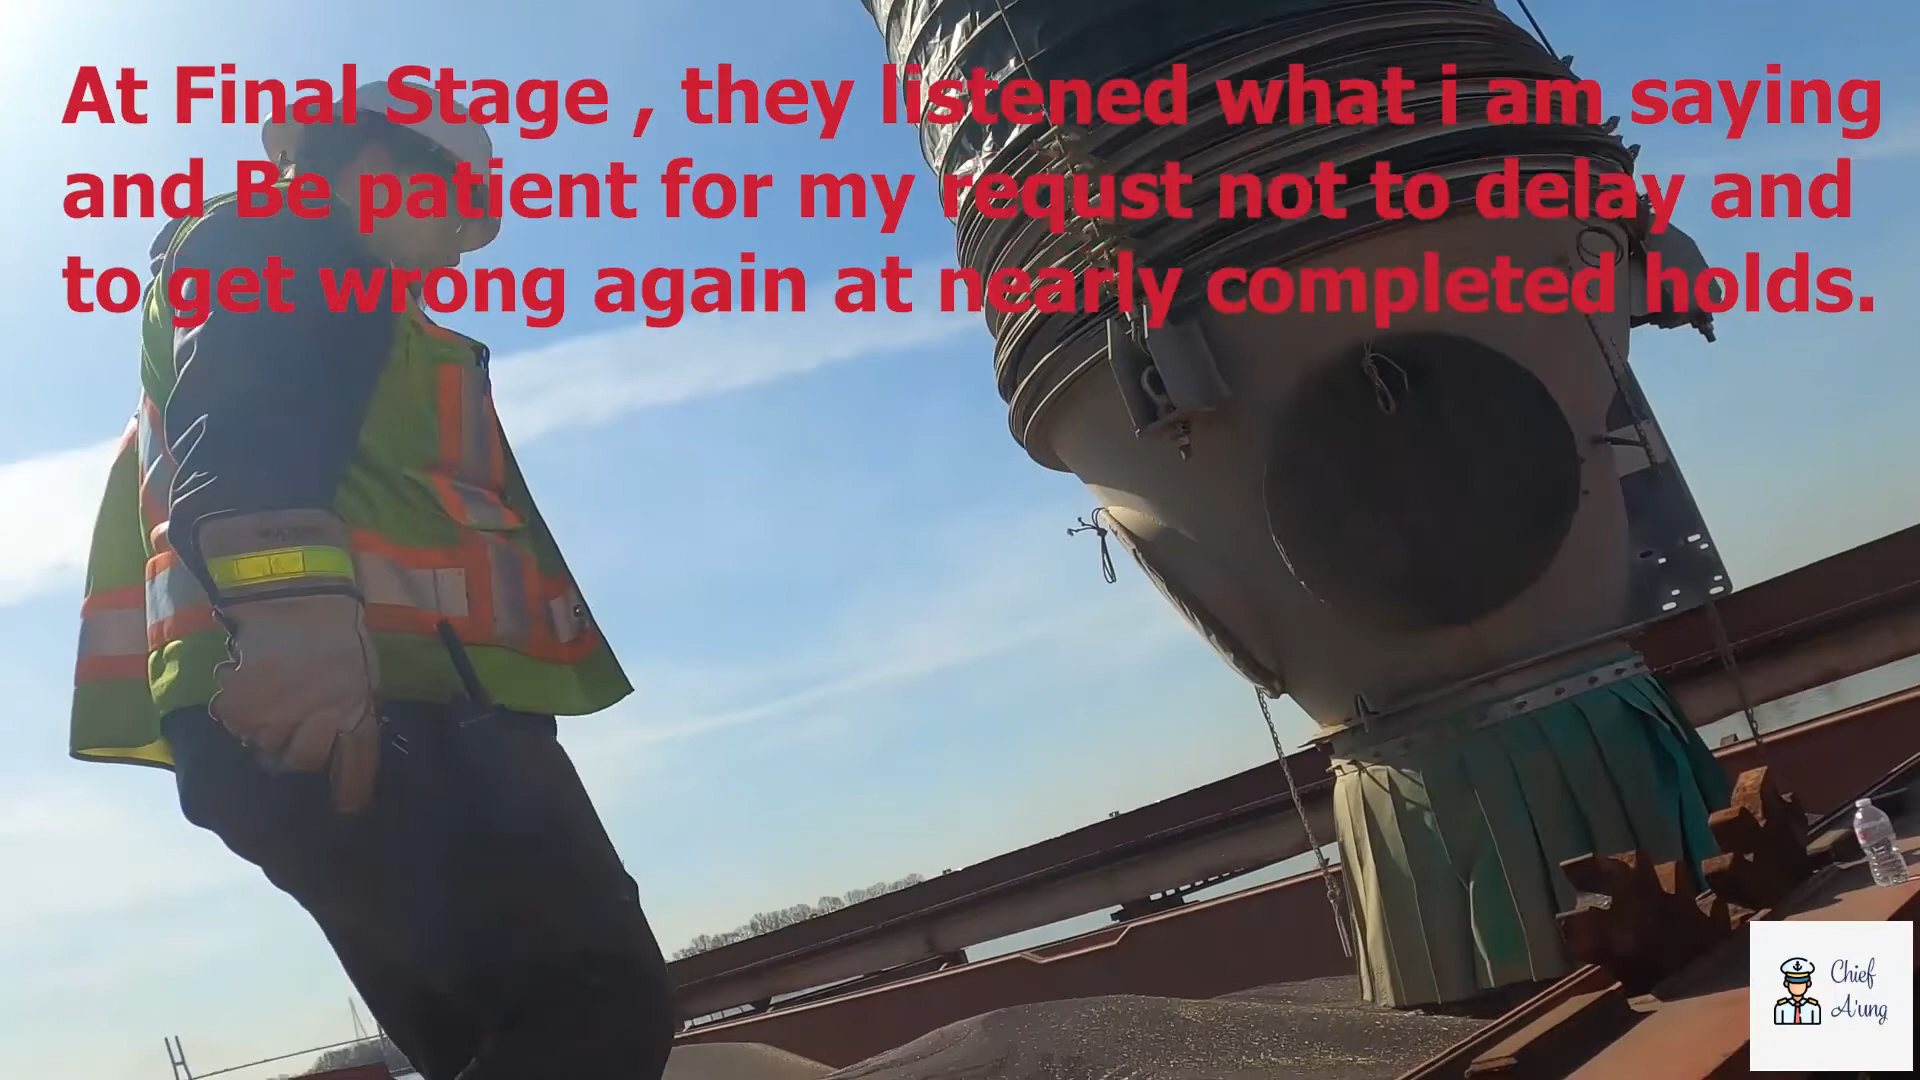 At Final Stage , they listened what i am saying
and Be patient for my requst not to delay and
to get wrong again at nearly completed holds.
Chief
A'ung